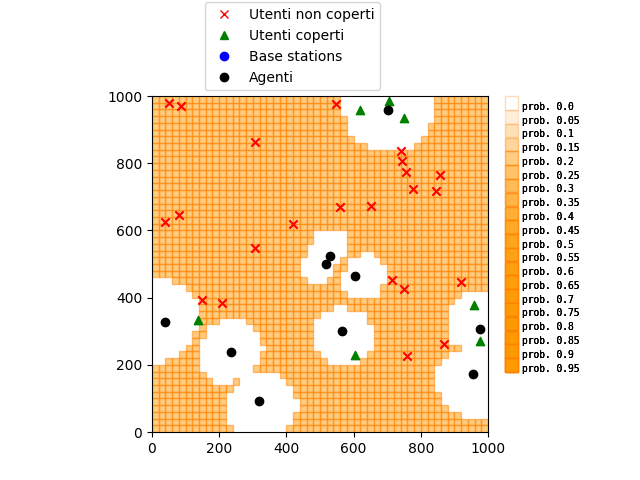 Utenti non coperti
Utenti coperti
Base stations
Agenti
1000
800
600
400
200
0
0 200 400 600 800 1000
prob. 0.0
prob. 0.05
prob. 0.1
prob. 0.15
prob. 0.2
prob. 0.25
prob. 0.3
prob. 0.35
prob. 0.4
prob. 0.45
prob. 0.5
prob. 0.55
prob. 0.6
prob. 0.65
prob. 0.7
prob. 0.75
prob. 0.8
prob. 0.85
prob. 0.9
prob. 0.95